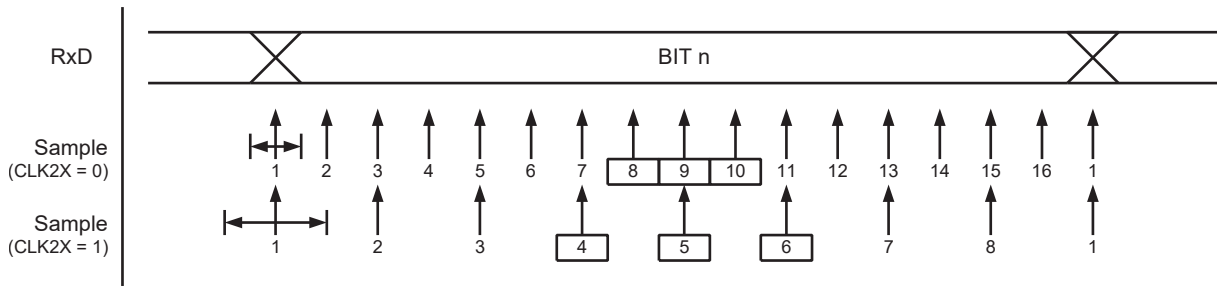 RxD BIT n
Sample
(CLK2X = 0)
1 2 3 4 5 6 7 8 9 10 11 12 13 14 15 16 1
Sample
(CLK2X = 1)
1 2 3 4 5 6 7 8 1